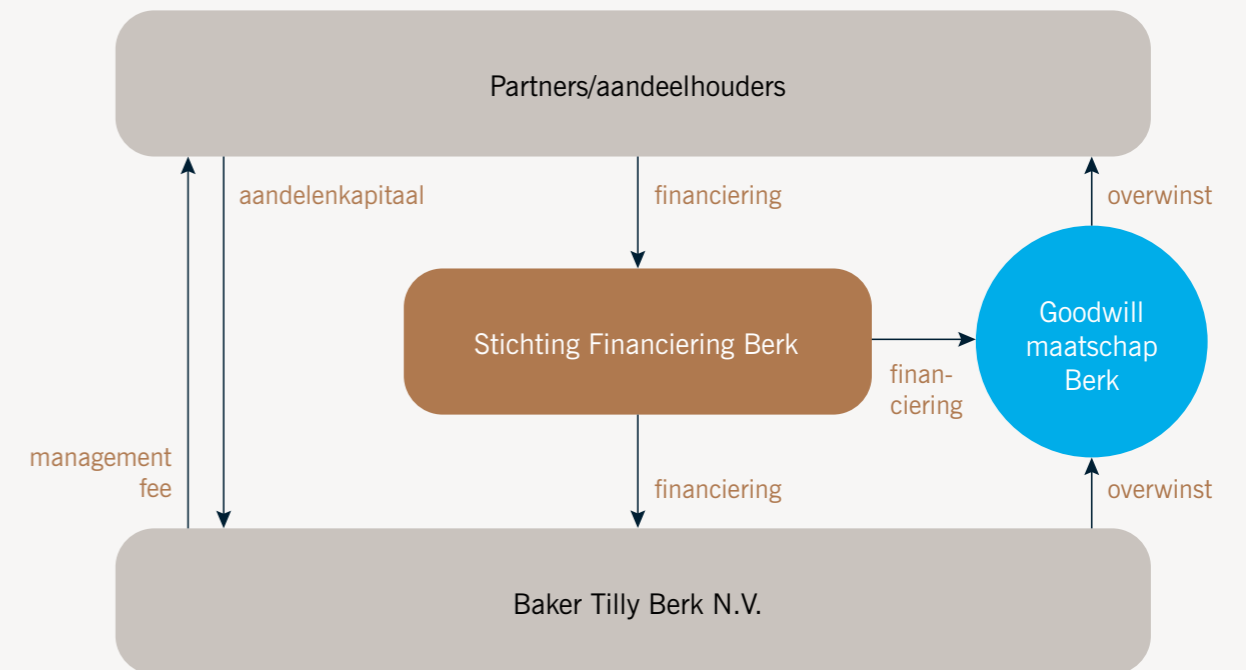 Partners/aandeelhouders
aandelenkapitaal
financiering
overwinst
Stichting Financiering Berk
Goodwill
maatschap
Berk
finan-
ciering
management
fee
financiering
overwinst
Baker Tilly Berk N.V.